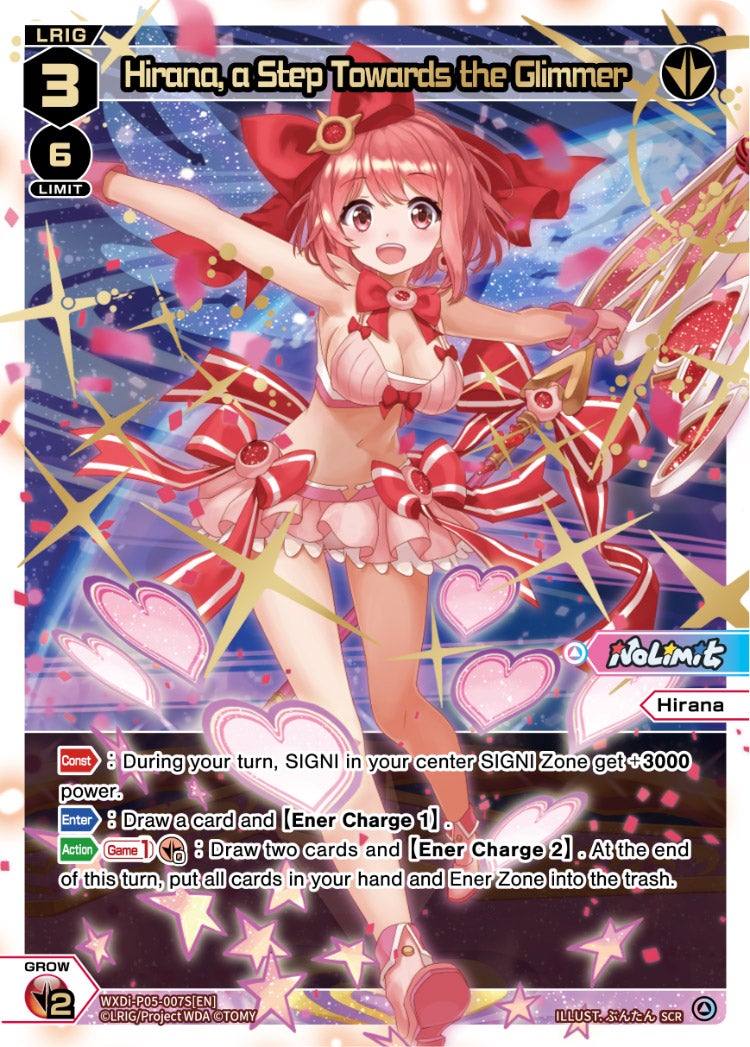 LRIG
3
Hirana, a Step Towards the Glimmer
6
LIMIT
NoLimit
Hirana
Const : During your turn, SIGNI in your center SIGNI Zone get +3000
power.
Enter : Draw a card and 【Ener Charge 1】.
Action Game 1 0 : Draw two cards and 【Ener Charge 2】. At the end
of this turn, put all cards in your hand and Ener Zone into the trash.
GROW
2
WXDi-P05-007S[EN]
©LRIG/Project WDA ©TOMY
ILLUST. ぶんたん SCR